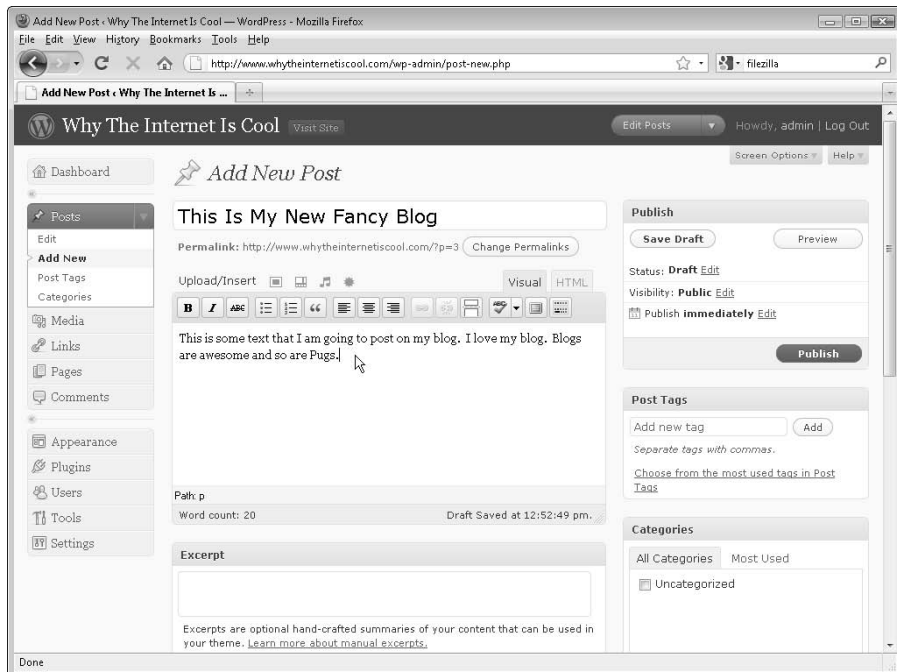 Add New Post ‹ Why The Internet Is Cool — WordPress - Mozilla Firefox
File Edit View History Bookmarks Tools Help
http://www.whytheinternetiscool.com/wp-admin/post-new.php
filezilla
Add New Post ‹ Why The Internet Is ...
Why The Internet Is Cool Visit Site
Edit Posts
Howdy, admin | Log Out
Screen Options Help
Dashboard
Posts
Edit
Add New
Post Tags
Categories
Media
Links
Pages
Comments
Appearance
Plugins
Users
Tools
Settings
Add New Post
This Is My New Fancy Blog
Permalink: http://www.whytheinternetiscool.com/?p=3 Change Permalinks
Upload/Insert
Visual HTML
B I ABC
ABC
This is some text that I am going to post on my blog. I love my blog. Blogs
are awesome and so are Pugs.
Path: p
Word count: 20 Draft Saved at 12:52:49 pm.
Excerpt
Excerpts are optional hand-crafted summaries of your content that can be used in
your theme. Learn more about manual excerpts.
Publish
Save Draft Preview
Status: Draft Edit
Visibility: Public Edit
Publish immediately Edit
Publish
Post Tags
Add new tag Add
Separate tags with commas.
Choose from the most used tags in Post
Tags
Categories
All Categories Most Used
Uncategorized
Done